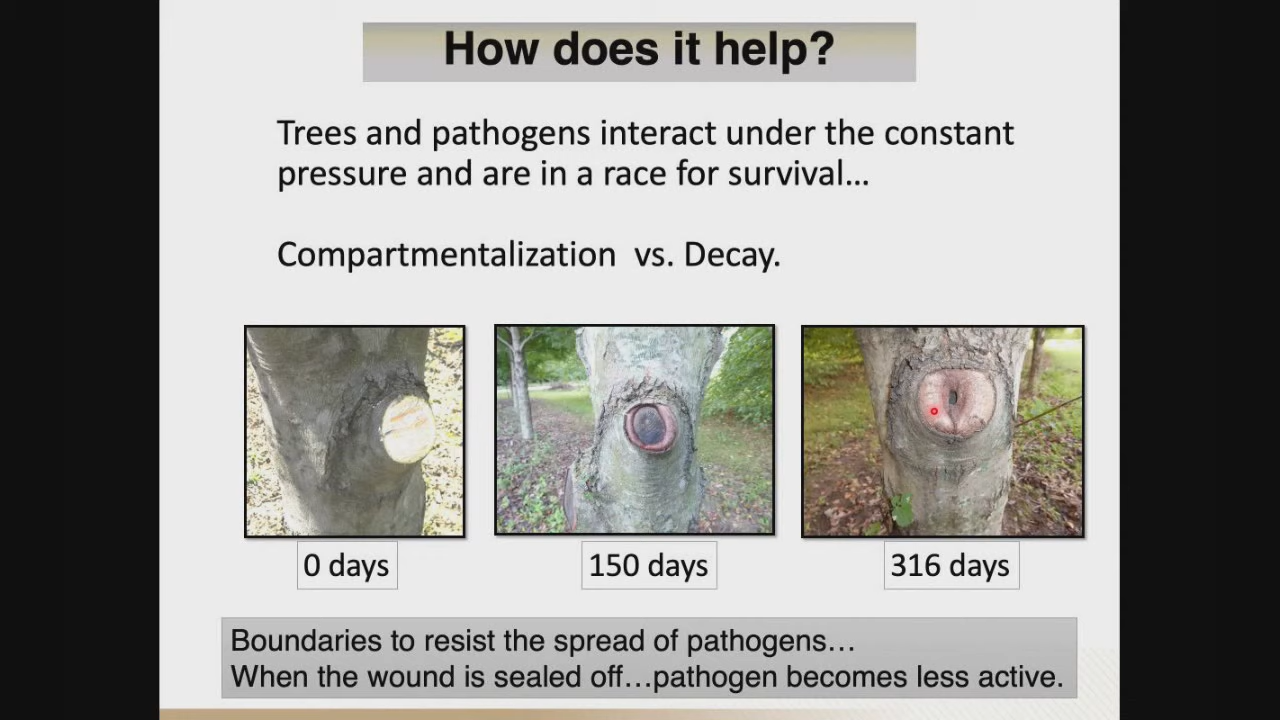 How does it help?
Trees and pathogens interact under the constant
pressure and are in a race for survival…
Compartmentalization vs. Decay.
0 days
150 days
316 days
Boundaries to resist the spread of pathogens…
When the wound is sealed off…pathogen becomes less active.